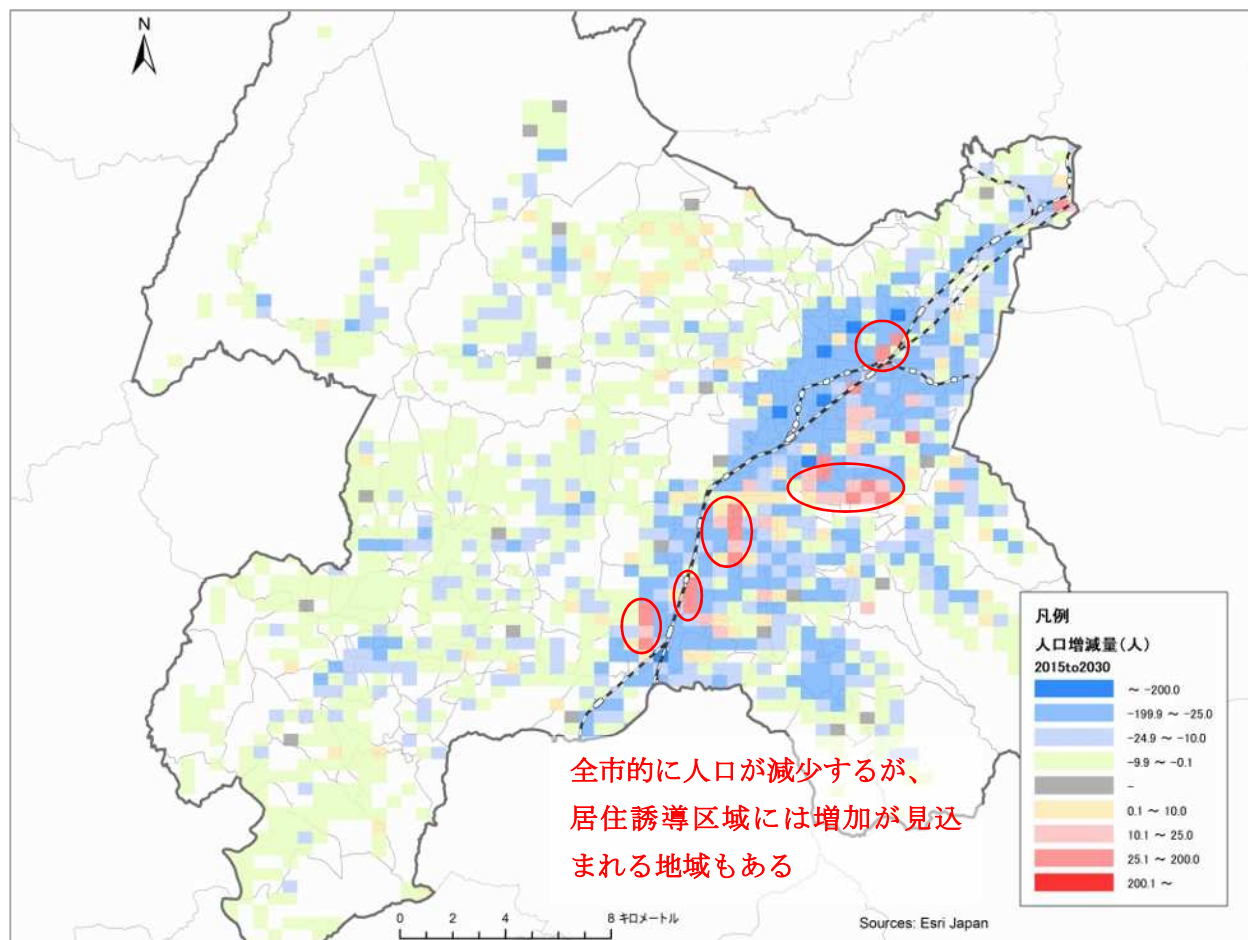 N
凡例
人口増減量(人)
2015to2030
～ -200.0
-199.9 ～ -25.0
-24.9 ～ -10.0
-9.9 ～ -0.1
-
0.1 ～ 10.0
10.1 ～ 25.0
25.1 ～ 200.0
200.1 ～
全市的に人口が減少するが、
居住誘導区域には増加が見込
まれる地域もある
0 2 4 8 キロメートル
Sources: Esri Japan